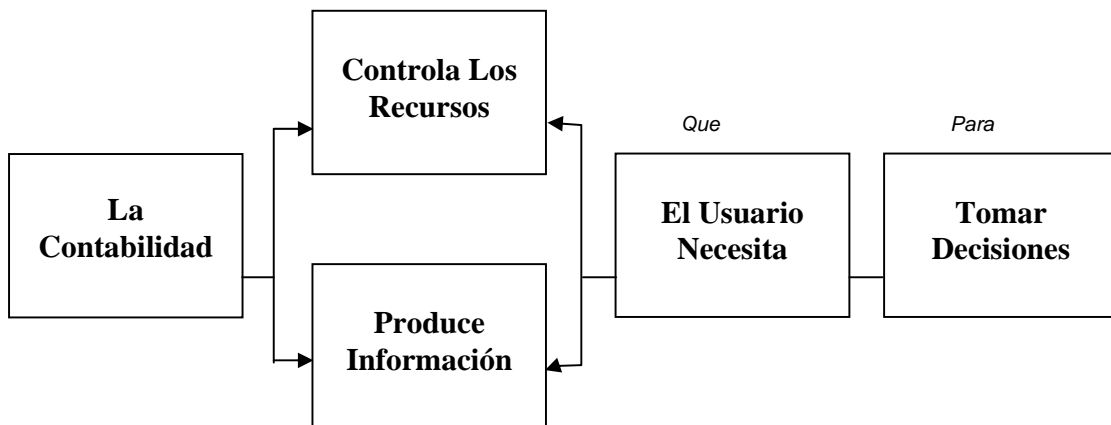 La
Contabilidad
Controla Los
Recursos
Produce
Información
Que
El Usuario
Necesita
Para
Tomar
Decisiones